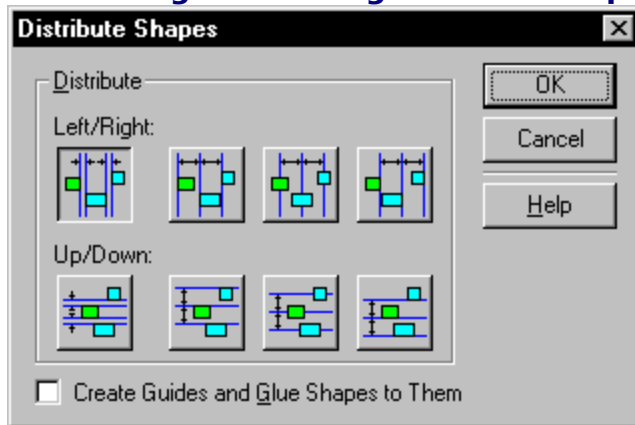 Distribute Shapes
Distribute
OK
Left/Right:
Cancel
Help
Up/Down:
Create Guides and Glue Shapes to Them